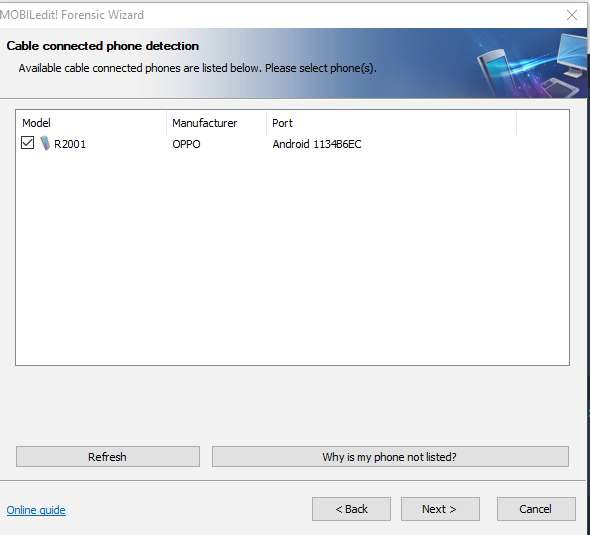 MOBILedit! Forensic Wizard
Cable connected phone detection
Available cable connected phones are listed below. Please select phone(s).
Model Manufacturer Port
R2001 OPPO Android 1134B6EC
Refresh Why is my phone not listed?
Online guide < Back Next > Cancel